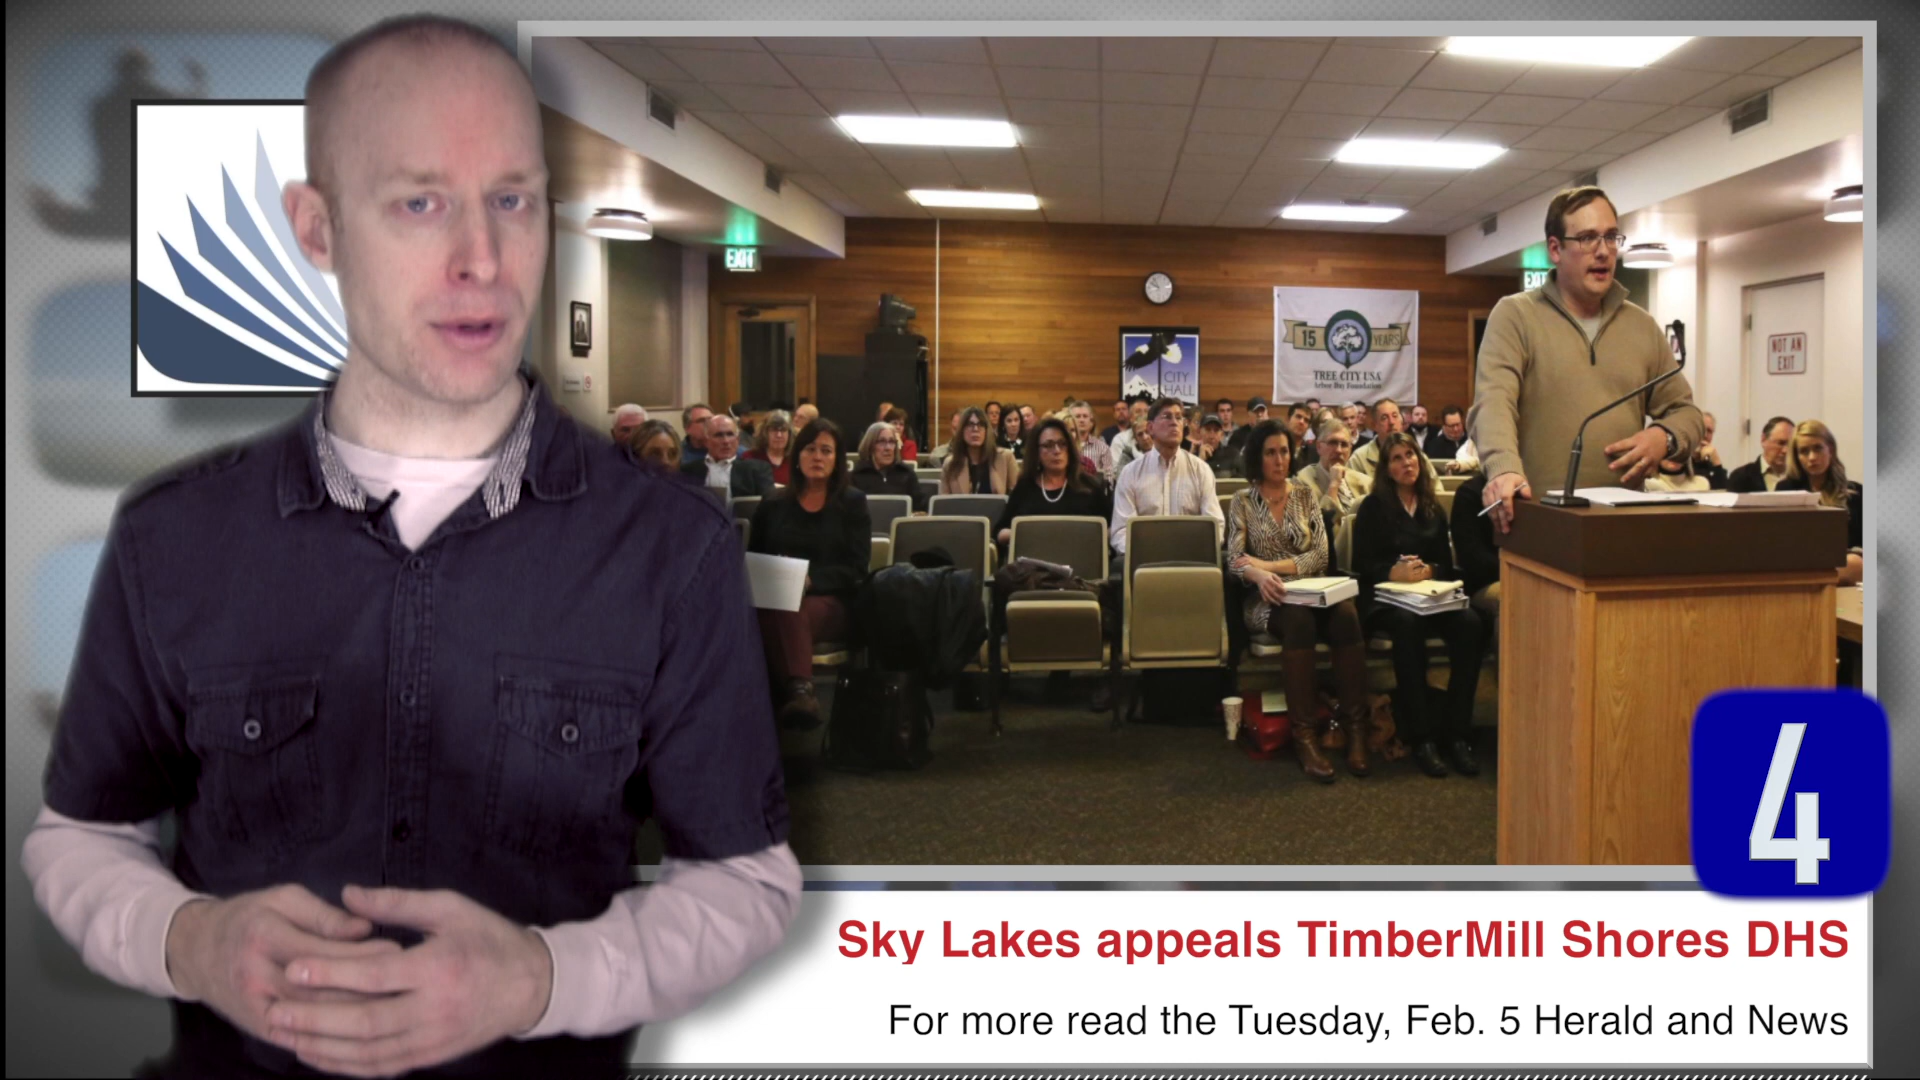 EXIT
EXIT
15 YEARS
TREE CITY USA
Arbor Day Foundation
CITY
HALL
NOT AN
EXIT
4
Sky Lakes appeals TimberMill Shores DHS
For more read the Tuesday, Feb. 5 Herald and News